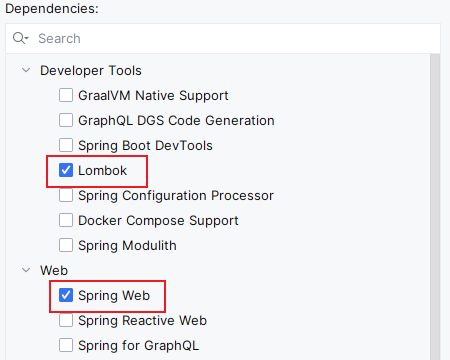 Dependencies:
Search
Developer Tools
GraalVM Native Support
GraphQL DGS Code Generation
Spring Boot DevTools
Lombok
Spring Configuration Processor
Docker Compose Support
Spring Modulith
Web
Spring Web
Spring Reactive Web
Spring for GraphQL